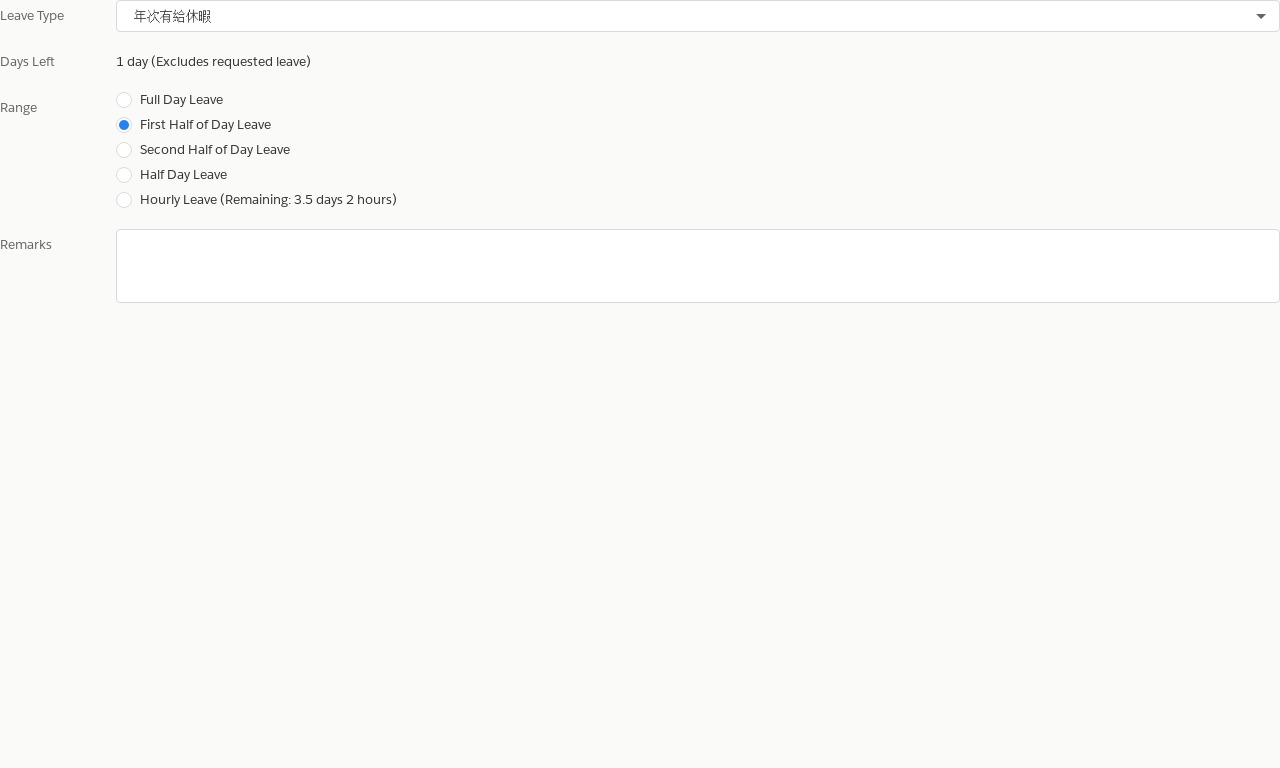 Leave Type 年次有給休暇
Days Left 1 day (Excludes requested leave)
Range
Full Day Leave
First Half of Day Leave
Second Half of Day Leave
Half Day Leave
Hourly Leave (Remaining: 3.5 days 2 hours)
Remarks